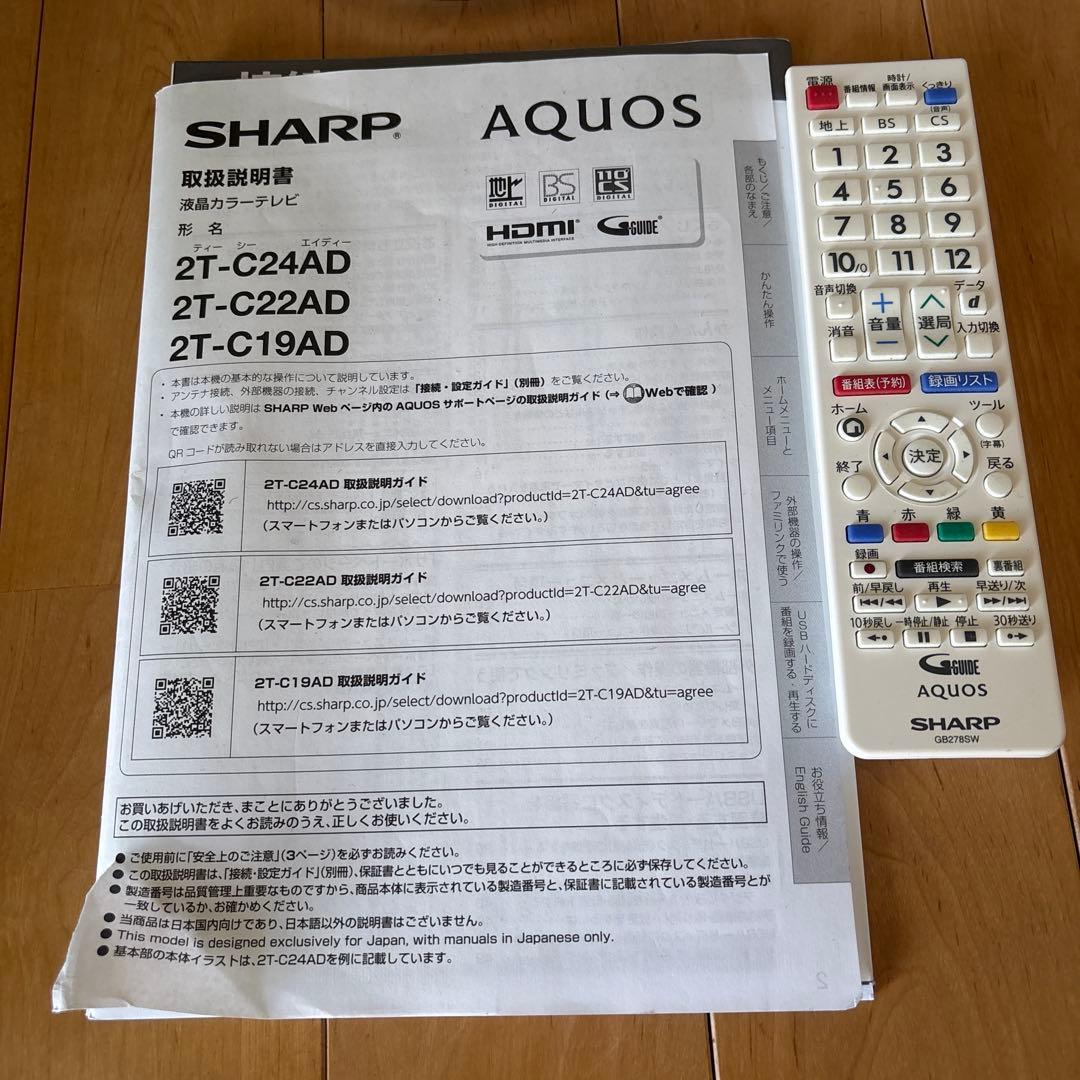 SHARP®
AQUOS
取扱説明書
液晶カラーテレビ
形 名
ティー シー エイディー
2T-C24AD
2T-C22AD
2T-C19AD
地上 DIGITAL
BS DIGITAL
110 CS DIGITAL
HDMI®
HIGH-DEFINITION MULTIMEDIA INTERFACE
G-GUIDE®
・本書は本機の基本的な操作について説明しています。
・アンテナ接続、外部機器の接続、チャンネル設定は「接続・設定ガイド」(別冊)をご覧ください。
・本機の詳しい説明は SHARP Web ページ内の AQUOS サポートページの取扱説明ガイド(⇒ Webで確認)
で確認できます。
QRコードが読み取れない場合はアドレスを直接入力してください。
2T-C24AD 取扱説明ガイド
http://cs.sharp.co.jp/select/download?productId=2T-C24AD&tu=agree
(スマートフォンまたはパソコンからご覧ください。)
2T-C22AD 取扱説明ガイド
http://cs.sharp.co.jp/select/download?productId=2T-C22AD&tu=agree
(スマートフォンまたはパソコンからご覧ください。)
2T-C19AD 取扱説明ガイド
http://cs.sharp.co.jp/select/download?productId=2T-C19AD&tu=agree
(スマートフォンまたはパソコンからご覧ください。)
お買いあげいただき、まことにありがとうございました。
この取扱説明書をよくお読みのうえ、正しくお使いください。
● ご使用前に「安全上のご注意」(3ページ)を必ずお読みください。
● この取扱説明書は、「接続・設定ガイド」(別冊)、保証書とともにいつでも見ることができるところに必ず保存してください。
● 製造番号は品質管理上重要なものですから、商品本体に表示されている製造番号と、保証書に記載されている製造番号とが
一致しているか、お確かめください。
● 当商品は日本国内向けであり、日本語以外の説明書はございません。
● This model is designed exclusively for Japan, with manuals in Japanese only.
● 基本部の本体イラストは、2T-C24ADを例に記載しています。
もくじ/ご注意/
各部のなまえ
かんたん操作
ホームメニューと
メニュー項目
外部機器の操作/
ファミリンクで使う
USBハードディスクに
番組を録画する・再生する
お役立ち情報/
English Guide
電源
番組情報
時計/
画面表示
くっきり
(音声)
地上 BS CS
1 2 3
4 5 6
7 8 9
10/0 11 12
音声切換
データ
d
+ 音量 −
選局
消音
入力切換
番組表(予約) 録画リスト
ホーム
ツール
(字幕)
決定
終了
戻る
青 赤 緑 黄
録画
番組検索
裏番組
前/早戻し 再生 早送り/次
10秒戻し 一時停止/静止 停止 30秒送り
G-GUIDE
AQUOS
SHARP
GB278SW